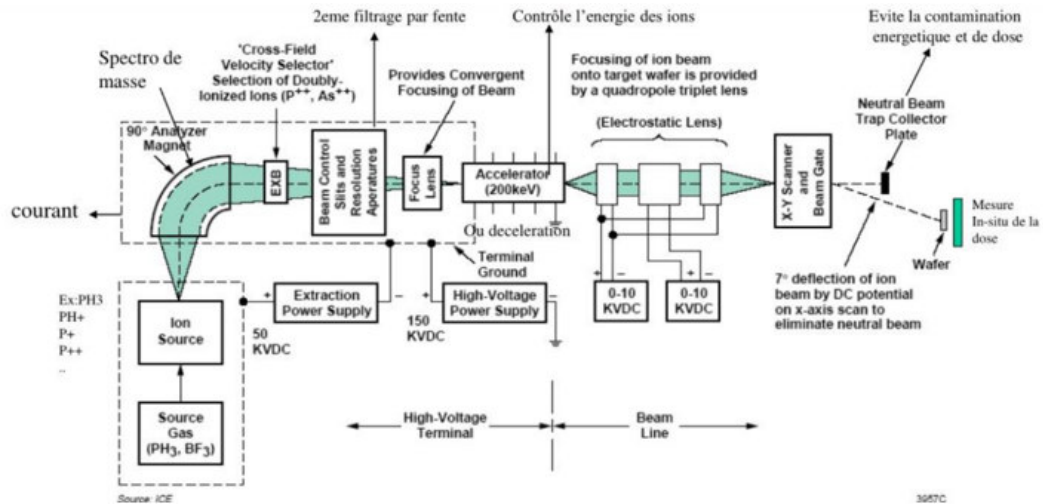 2eme filtrage par fente
Contrôle l'energie des ions
Evite la contamination
energetique et de dose
Spectro de
masse
'Cross-Field
Velocity Selector'
Selection of Doubly-
Ionized Ions (P++, As++)
Provides Convergent
Focusing of Beam
Focusing of ion beam
onto target wafer is provided
by a quadropole triplet lens
(Electrostatic Lens)
Neutral Beam
Trap Collector
Plate
90° Analyzer
Magnet
EXB
Beam Control
Slits and
Resolution
Aperatures
Focus
Lens
Accelerator
(200keV)
X-Y Scanner
and
Beam Gate
courant
Ou deceleration
Mesure
In-situ de la
dose
Wafer
Terminal
Ground
7° deflection of ion
beam by DC potential
on x-axis scan to
eliminate neutral beam
Ex:PH3
PH+
P+
P++
..
Ion
Source
+
Extraction
Power Supply
–
50
KVDC
+
High-Voltage
Power Supply
–
150
KVDC
+
–
0-10
KVDC
+
–
0-10
KVDC
Source
Gas
(PH3, BF3)
High-Voltage
Terminal
Beam
Line
Source: ICE
3957C